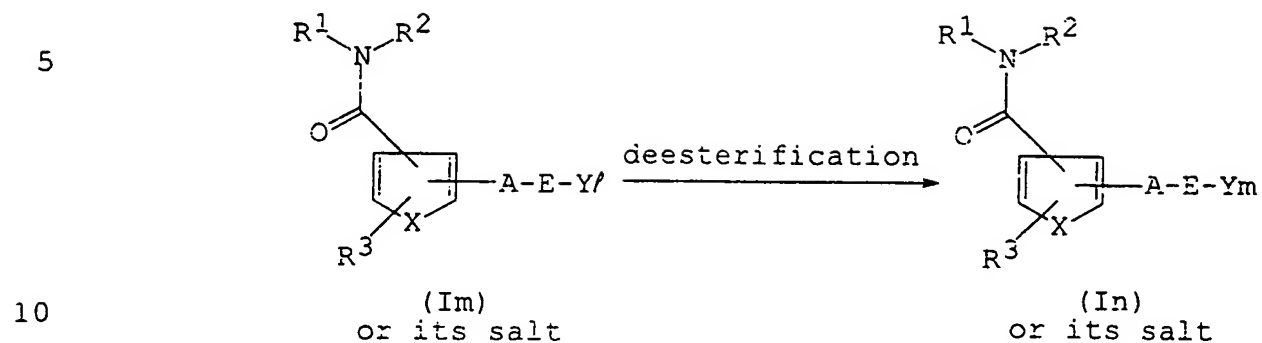 R¹ N R² R¹ N R²
5
O C
deesterification
A-E-Yℓ A-E-Ym
X X
R³ R³
(Im) (In)
10
or its salt or its salt